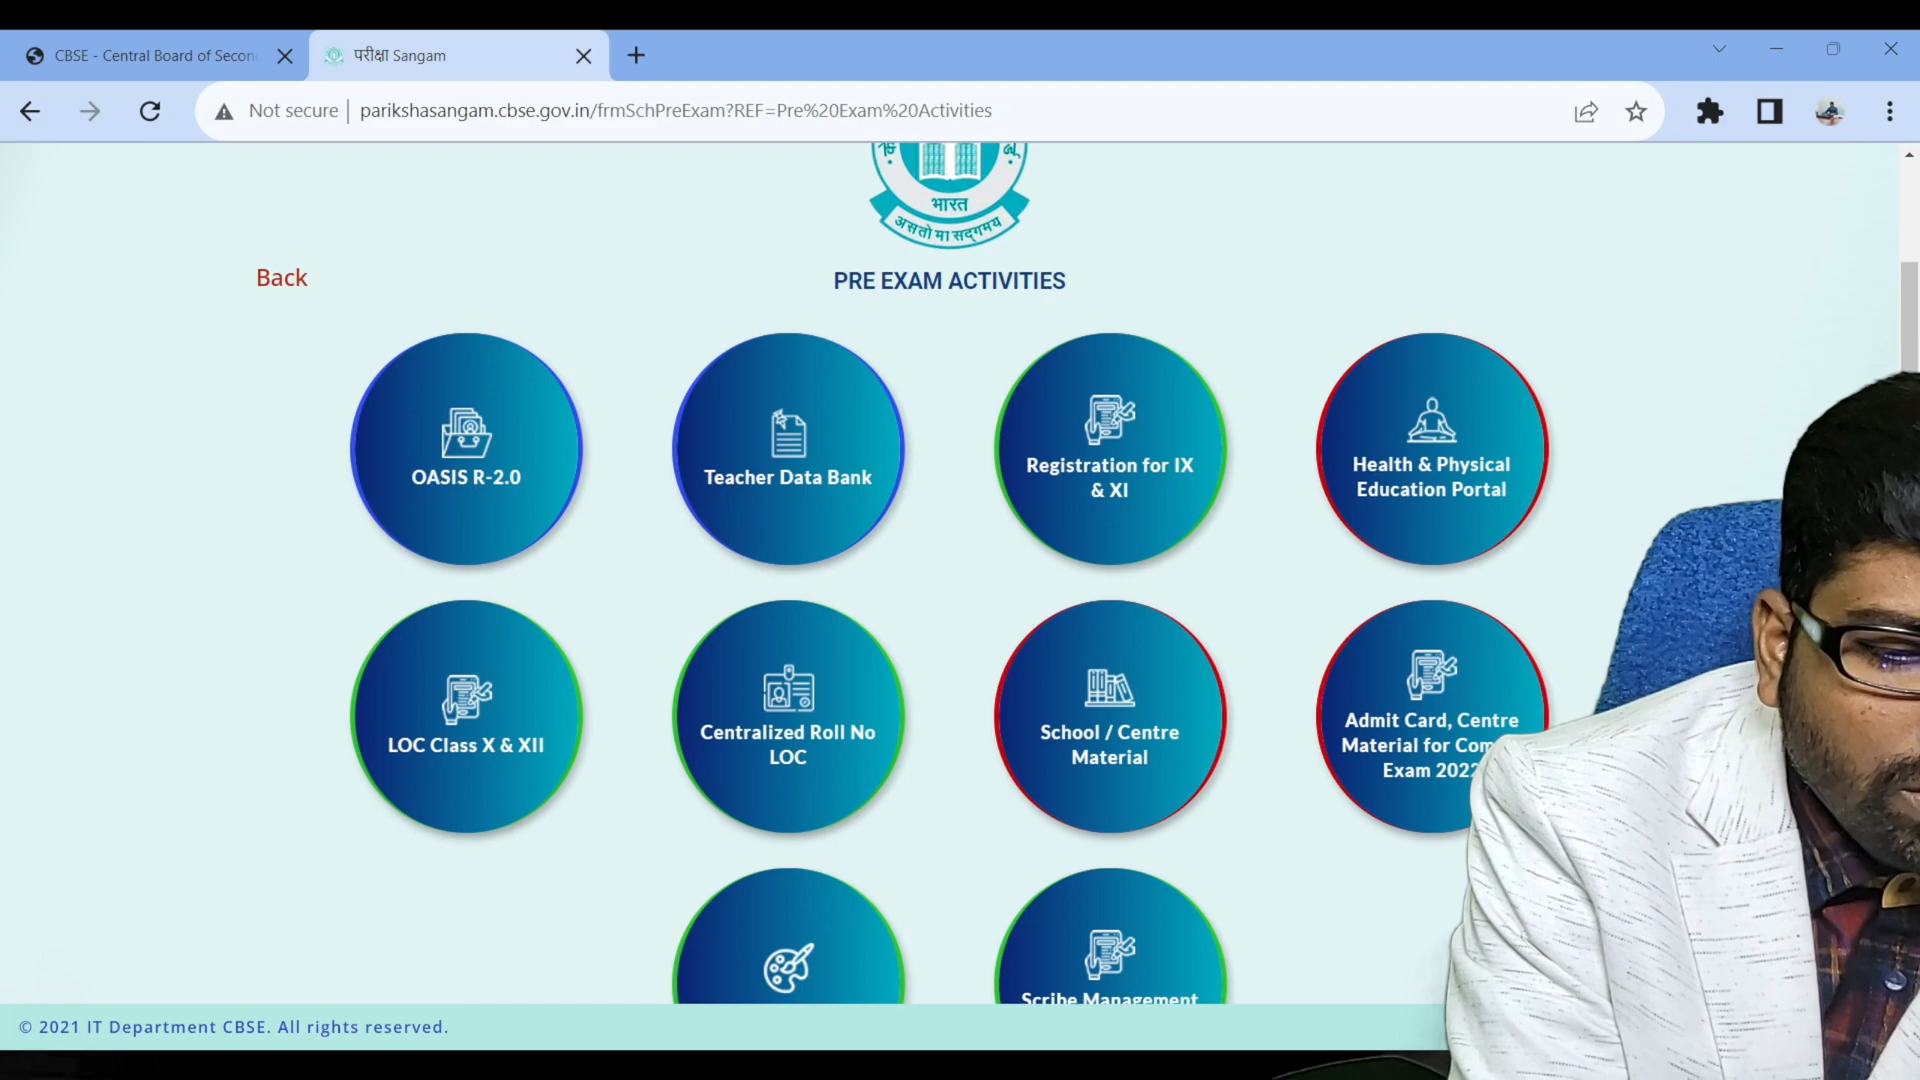 CBSE - Central Board of Secon
परीक्षा Sangam
Not secure
parikshasangam.cbse.gov.in/frmSchPreExam?REF=Pre%20Exam%20Activities
भारत
असतो मा सद्गमय
Back
PRE EXAM ACTIVITIES
OASIS R-2.0
Teacher Data Bank
Registration for IX
& XI
Health & Physical
Education Portal
LOC Class X & XII
Centralized Roll No
LOC
School / Centre
Material
Admit Card, Centre
Material for Com
Exam 2022
Scribe Management
© 2021 IT Department CBSE. All rights reserved.